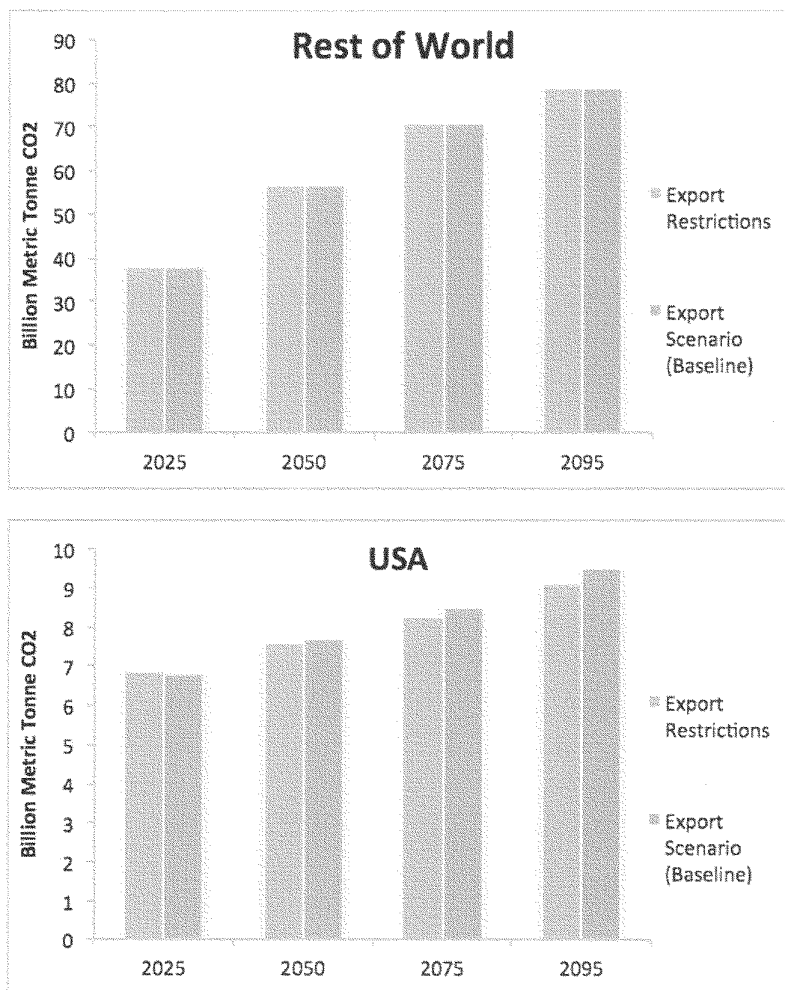 Rest of World
Billion Metric Tonne CO2
90
80
70
60
50
40
30
20
10
0
2025 2050 2075 2095
Export
Restrictions
Export
Scenario
(Baseline)
USA
Billion Metric Tonne CO2
10
9
8
7
6
5
4
3
2
1
0
2025 2050 2075 2095
Export
Restrictions
Export
Scenario
(Baseline)